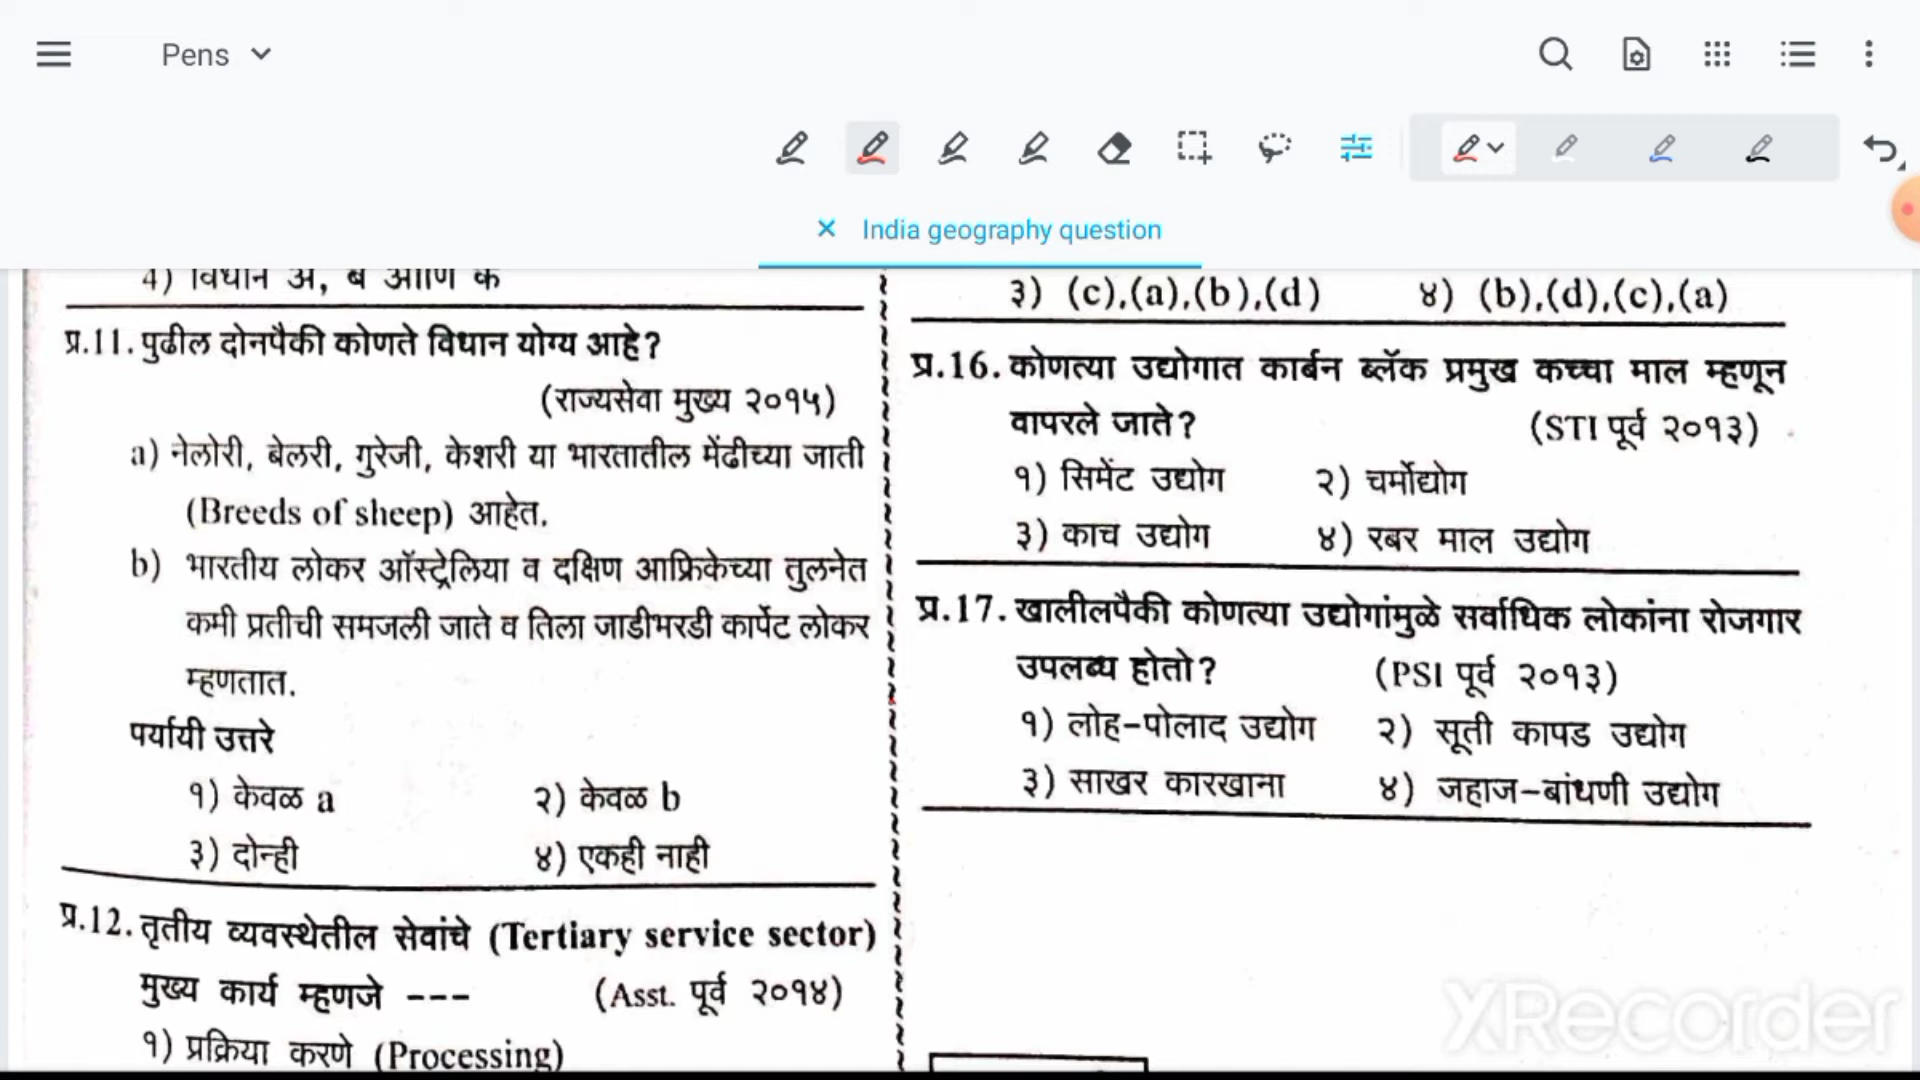 Pens
India geography question
4) विधान अ, ब आणि क
प्र.11. पुढील दोनपैकी कोणते विधान योग्य आहे?
(राज्यसेवा मुख्य २०१५)
a) नेलोरी, बेलरी, गुरेजी, केशरी या भारतातील मेंढीच्या जाती
(Breeds of sheep) आहेत.
b) भारतीय लोकर ऑस्ट्रेलिया व दक्षिण आफ्रिकेच्या तुलनेत
कमी प्रतीची समजली जाते व तिला जाडीभरडी कार्पेट लोकर
म्हणतात.
पर्यायी उत्तरे
१) केवळ a २) केवळ b
३) दोन्ही ४) एकही नाही
प्र.12. तृतीय व्यवस्थेतील सेवांचे (Tertiary service sector)
मुख्य कार्य म्हणजे --- (Asst. पूर्व २०१४)
१) प्रक्रिया करणे (Processing)
३) (c),(a),(b),(d) ४) (b),(d),(c),(a)
प्र.16. कोणत्या उद्योगात कार्बन ब्लॅक प्रमुख कच्चा माल म्हणून
वापरले जाते? (STI पूर्व २०१३)
१) सिमेंट उद्योग २) चर्मोद्योग
३) काच उद्योग ४) रबर माल उद्योग
प्र.17. खालीलपैकी कोणत्या उद्योगांमुळे सर्वाधिक लोकांना रोजगार
उपलब्ध होतो? (PSI पूर्व २०१३)
१) लोह-पोलाद उद्योग २) सूती कापड उद्योग
३) साखर कारखाना ४) जहाज-बांधणी उद्योग
XRecorder